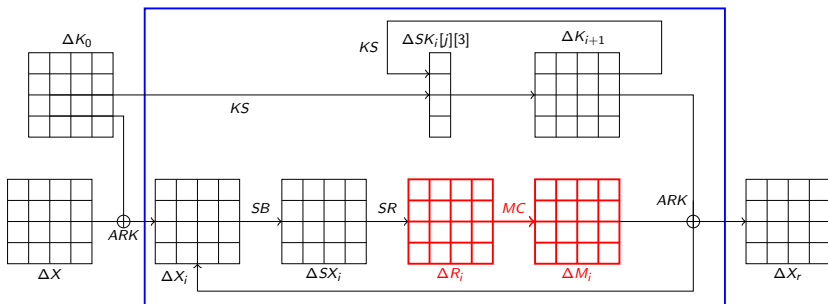 KS
ΔK₀
ΔSKᵢ[j][3]
ΔKᵢ₊₁
KS
ARK
SB
SR
MC
ARK
ΔX
ΔXᵢ
ΔSXᵢ
ΔRᵢ
ΔMᵢ
ΔXᵣ